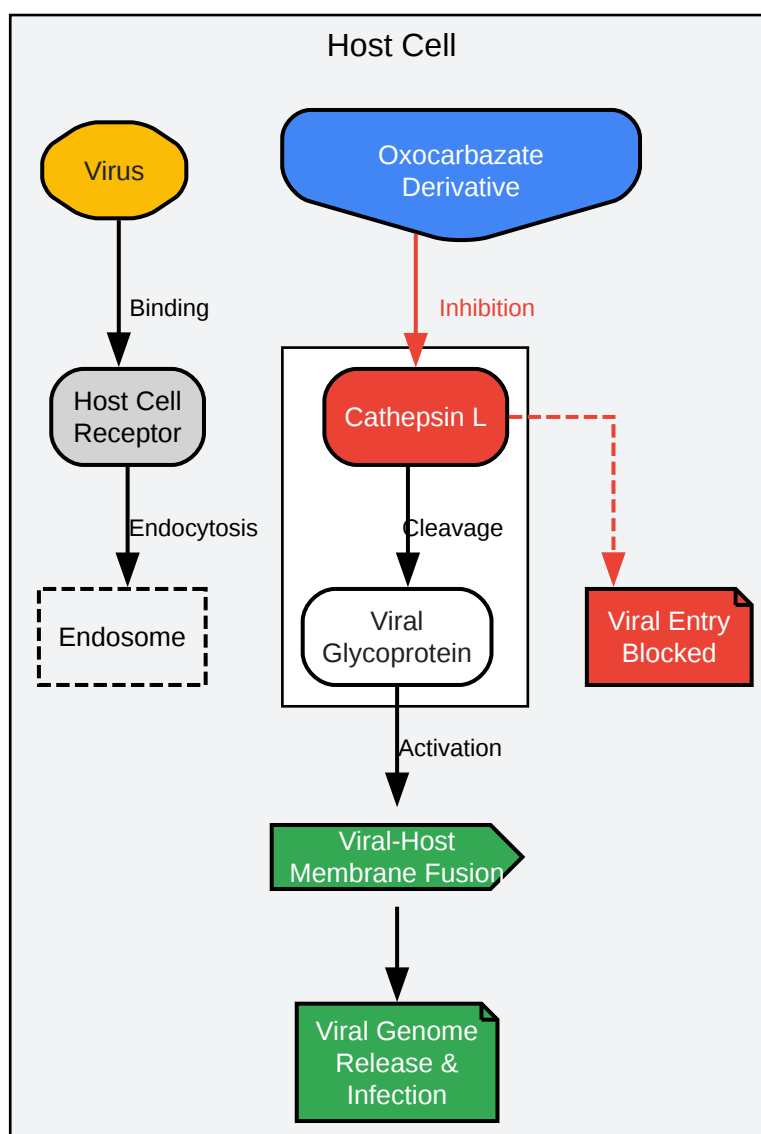 Host Cell
Virus
Oxocarbazate
Derivative
Binding
Inhibition
Host Cell
Receptor
Cathepsin L
Endocytosis
Cleavage
Endosome
Viral
Glycoprotein
Viral Entry
Blocked
Activation
Viral-Host
Membrane Fusion
Viral Genome
Release &
Infection